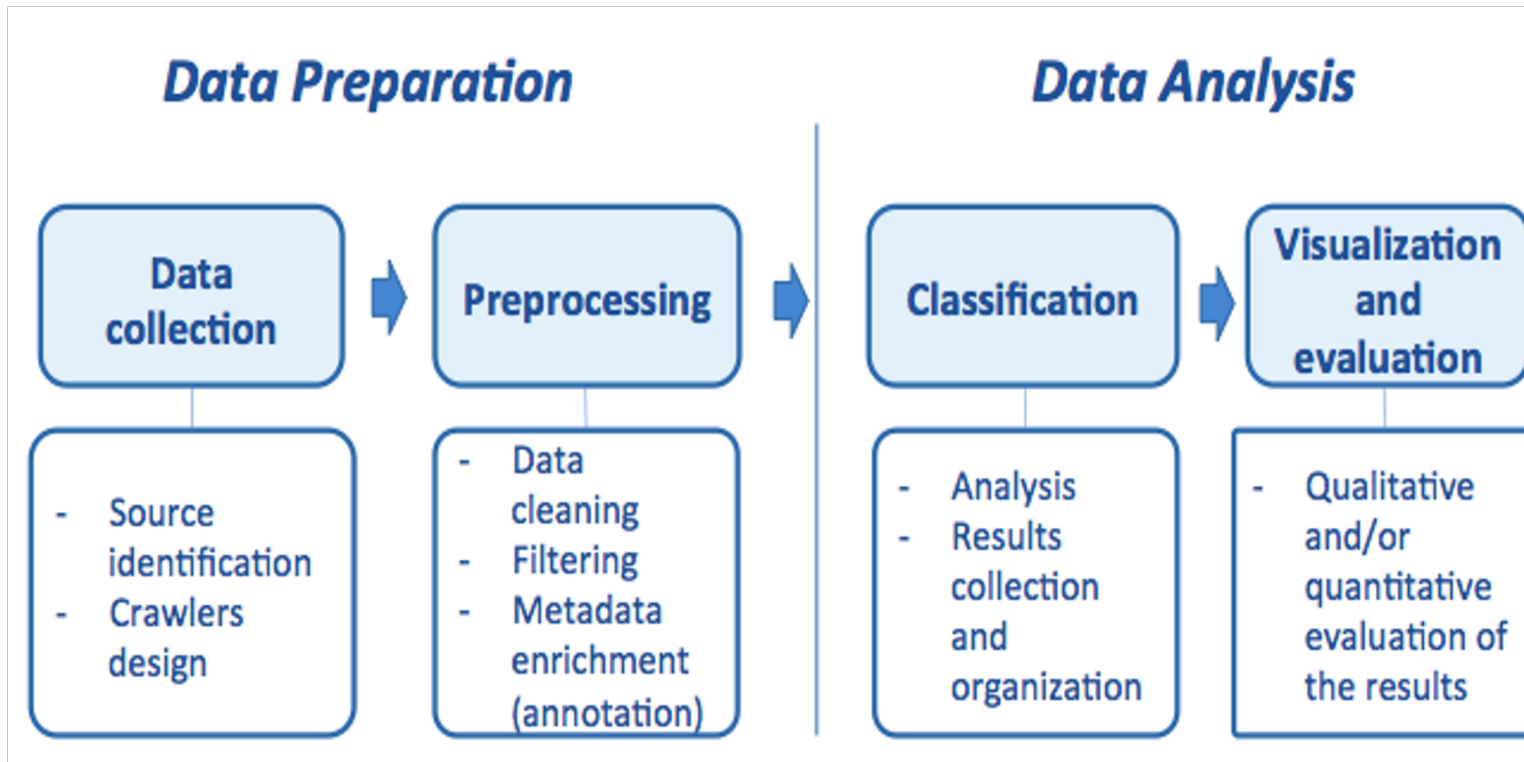 Data Preparation
Data Analysis
Data
collection
Preprocessing
Classification
Visualization
and
evaluation
- Source
identification
- Crawlers
design
- Data
cleaning
- Filtering
- Metadata
enrichment
(annotation)
- Analysis
- Results
collection
and
organization
- Qualitative
and/or
quantitative
evaluation of
the results